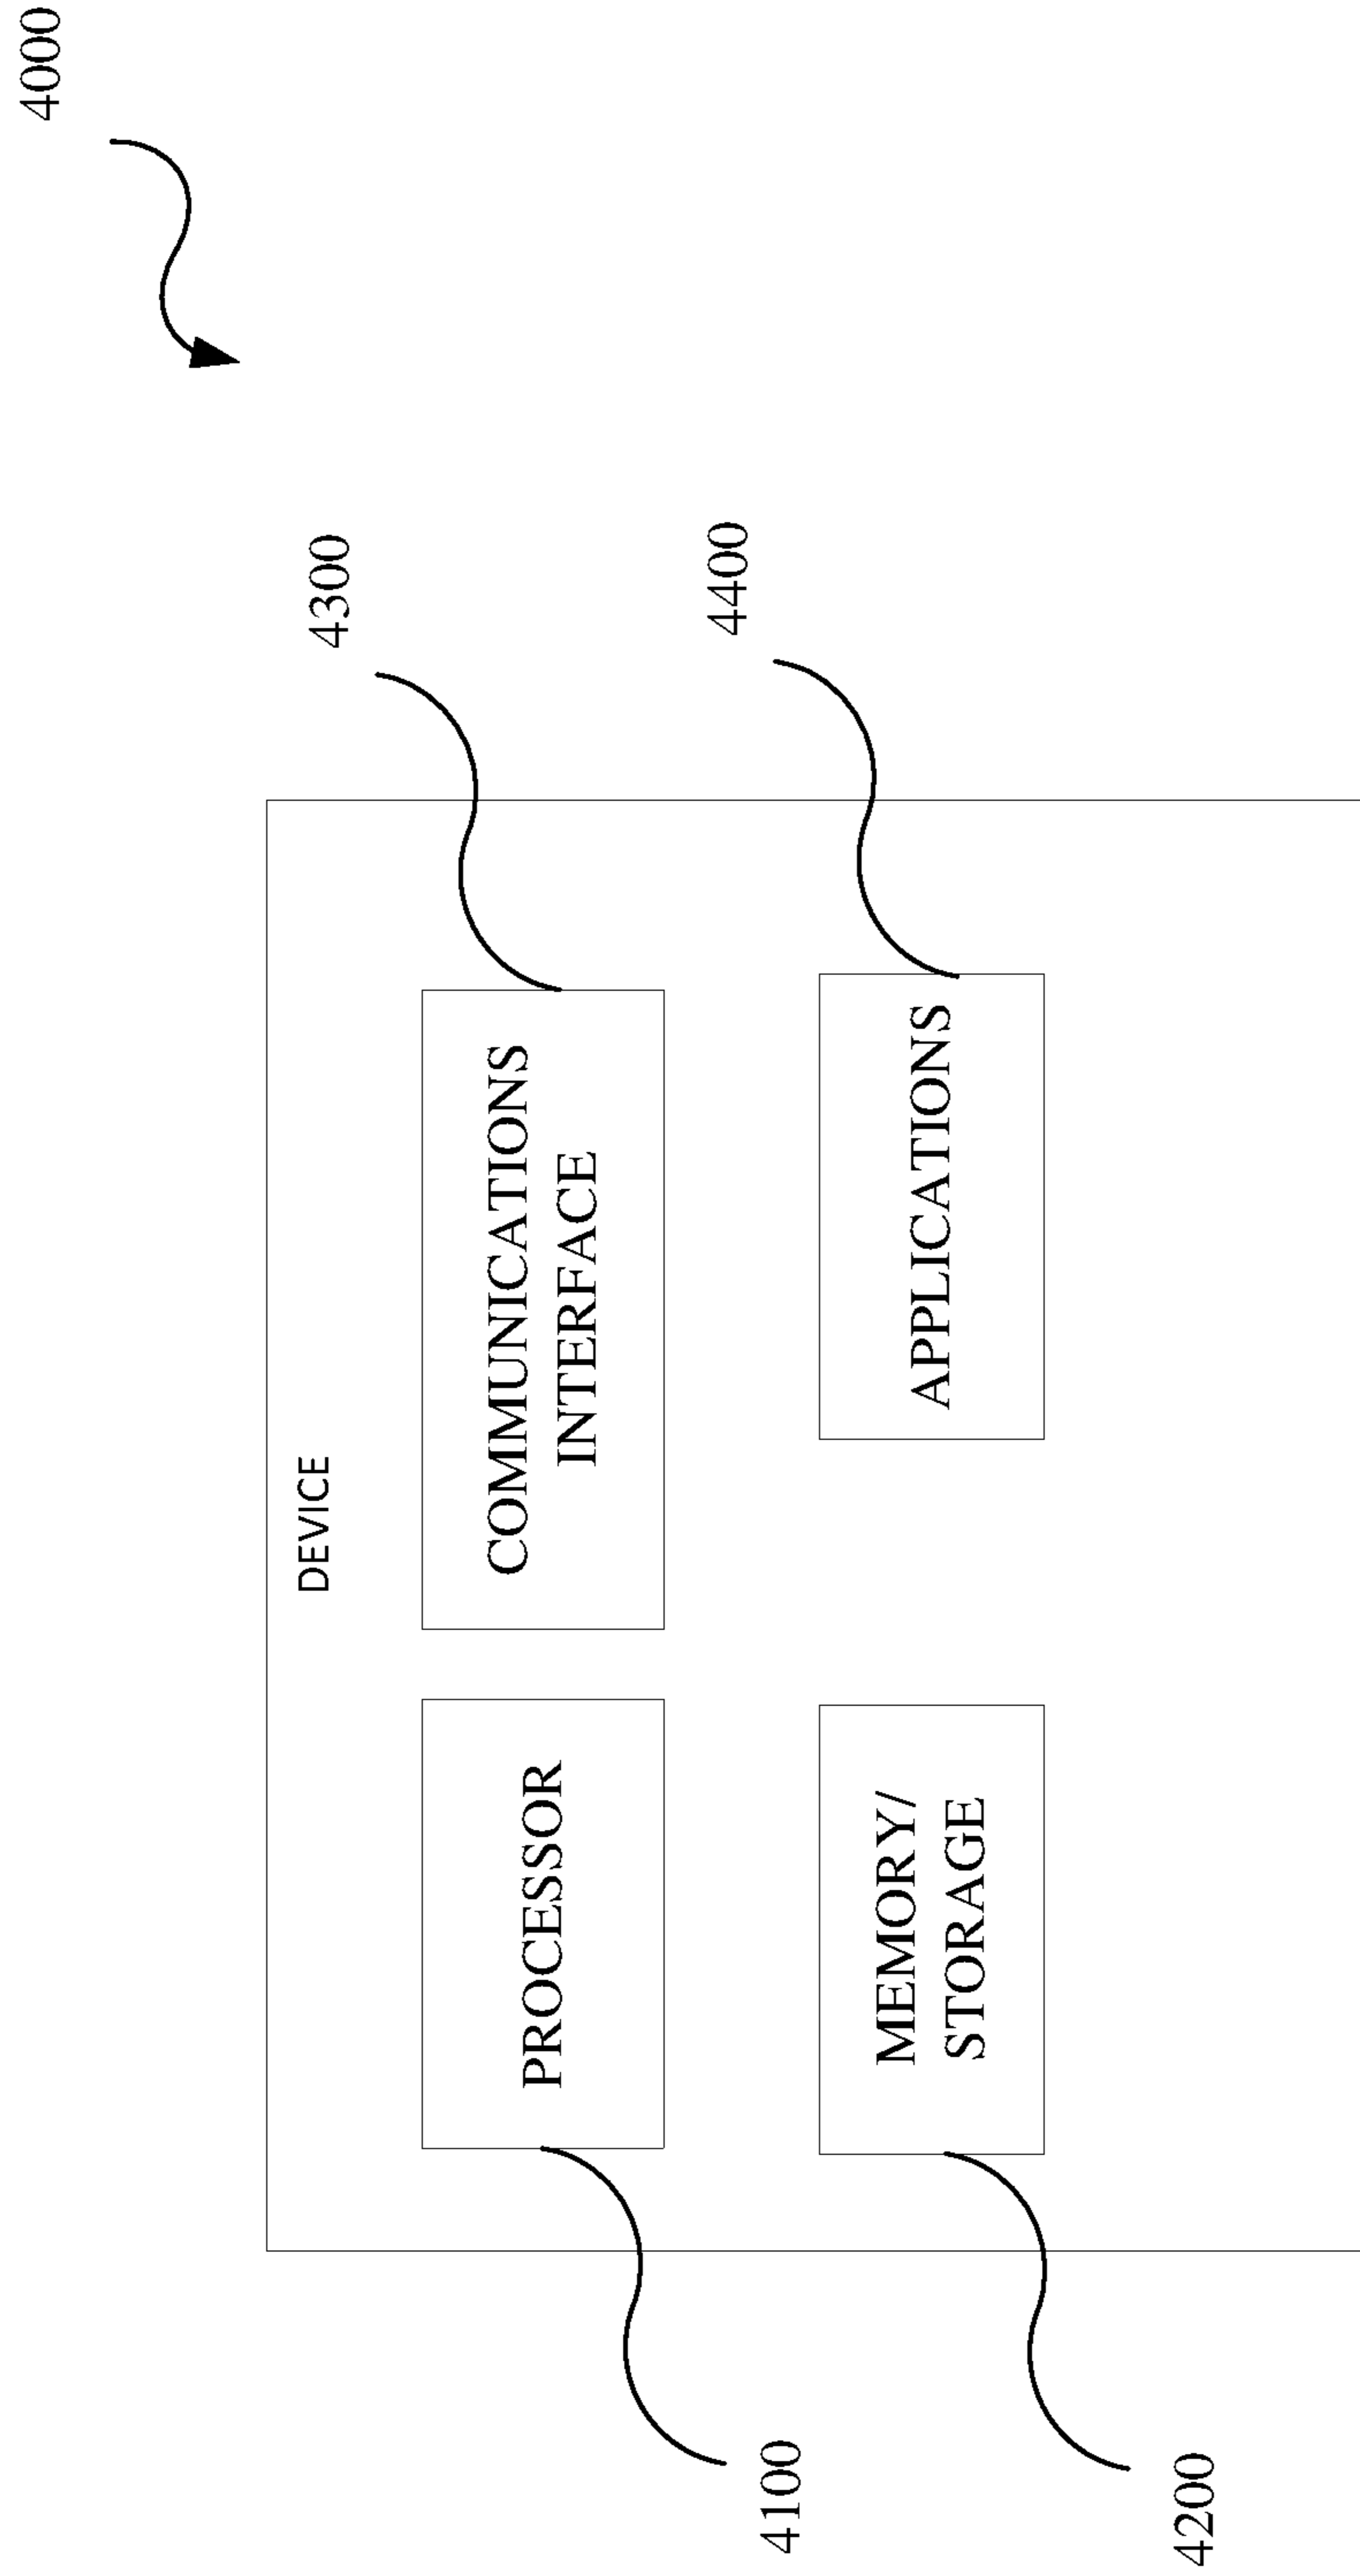 4000
DEVICE
4300
PROCESSOR
COMMUNICATIONS
INTERFACE
4100
4400
MEMORY/
STORAGE
APPLICATIONS
4200